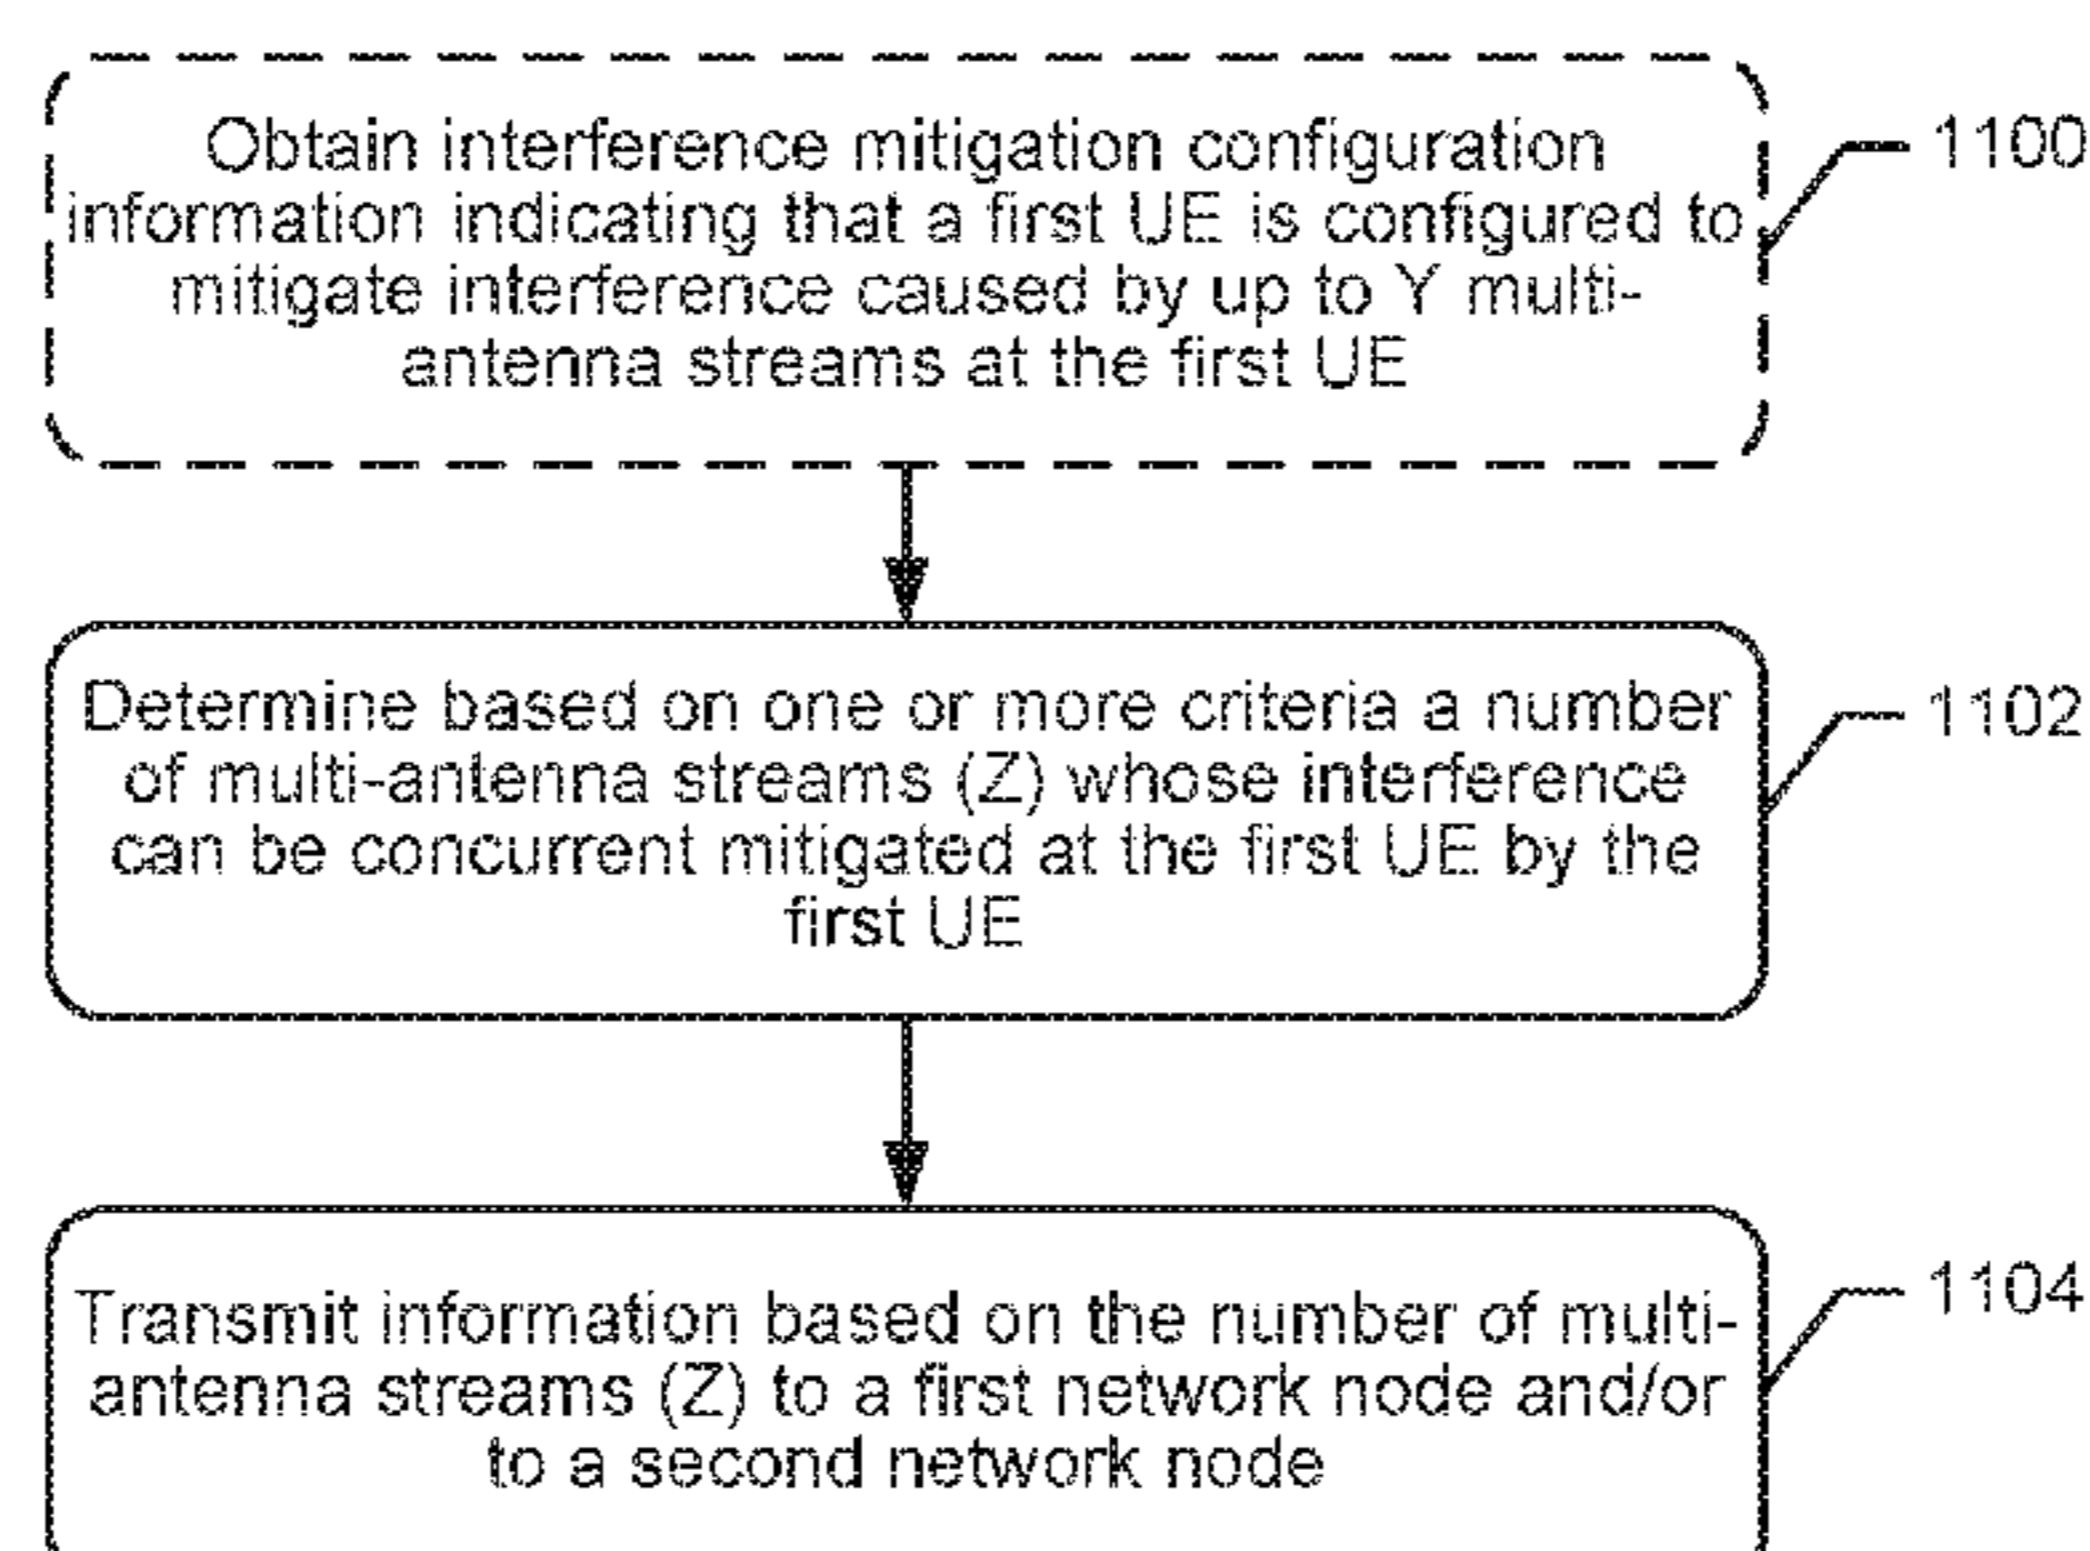 Obtain interference mitigation configuration
information indicating that a first UE is configured to
mitigate interference caused by up to Y multi-
antenna streams at the first UE
1100
Determine based on one or more criteria a number
of multi-antenna streams (Z) whose interference
can be concurrent mitigated at the first UE by the
first UE
1102
Transmit information based on the number of multi-
antenna streams (Z) to a first network node and/or
to a second network node
1104